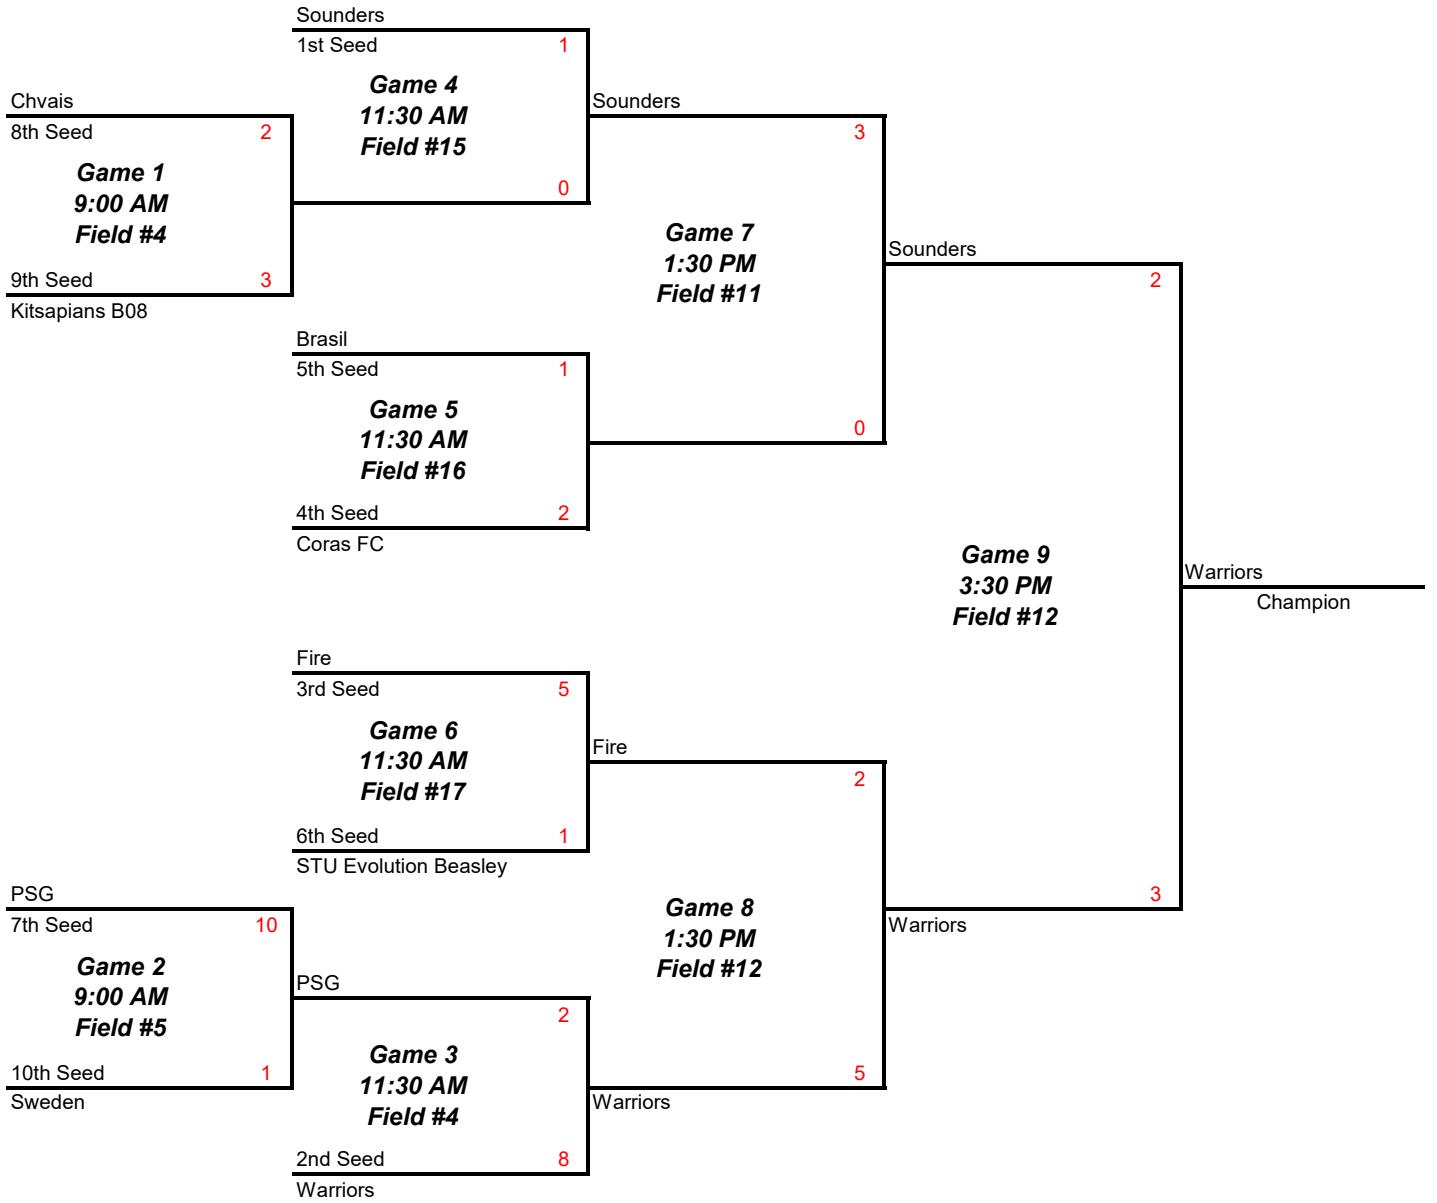 Sounders
1st Seed 1
Game 4
11:30 AM
Field #15
0
Chvais
8th Seed 2
Game 1
9:00 AM
Field #4
9th Seed 3
Kitsapians B08
Sounders
3
Game 7
1:30 PM
Field #11
0
Brasil
5th Seed 1
Game 5
11:30 AM
Field #16
4th Seed 2
Coras FC
Sounders
2
Game 9
3:30 PM
Field #12
3
Warriors
Champion
Fire
3rd Seed 5
Game 6
11:30 AM
Field #17
6th Seed 1
STU Evolution Beasley
Fire
2
Game 8
1:30 PM
Field #12
5
Warriors
Warriors
PSG
7th Seed 10
Game 2
9:00 AM
Field #5
10th Seed 1
Sweden
PSG
2
Game 3
11:30 AM
Field #4
2nd Seed 8
Warriors